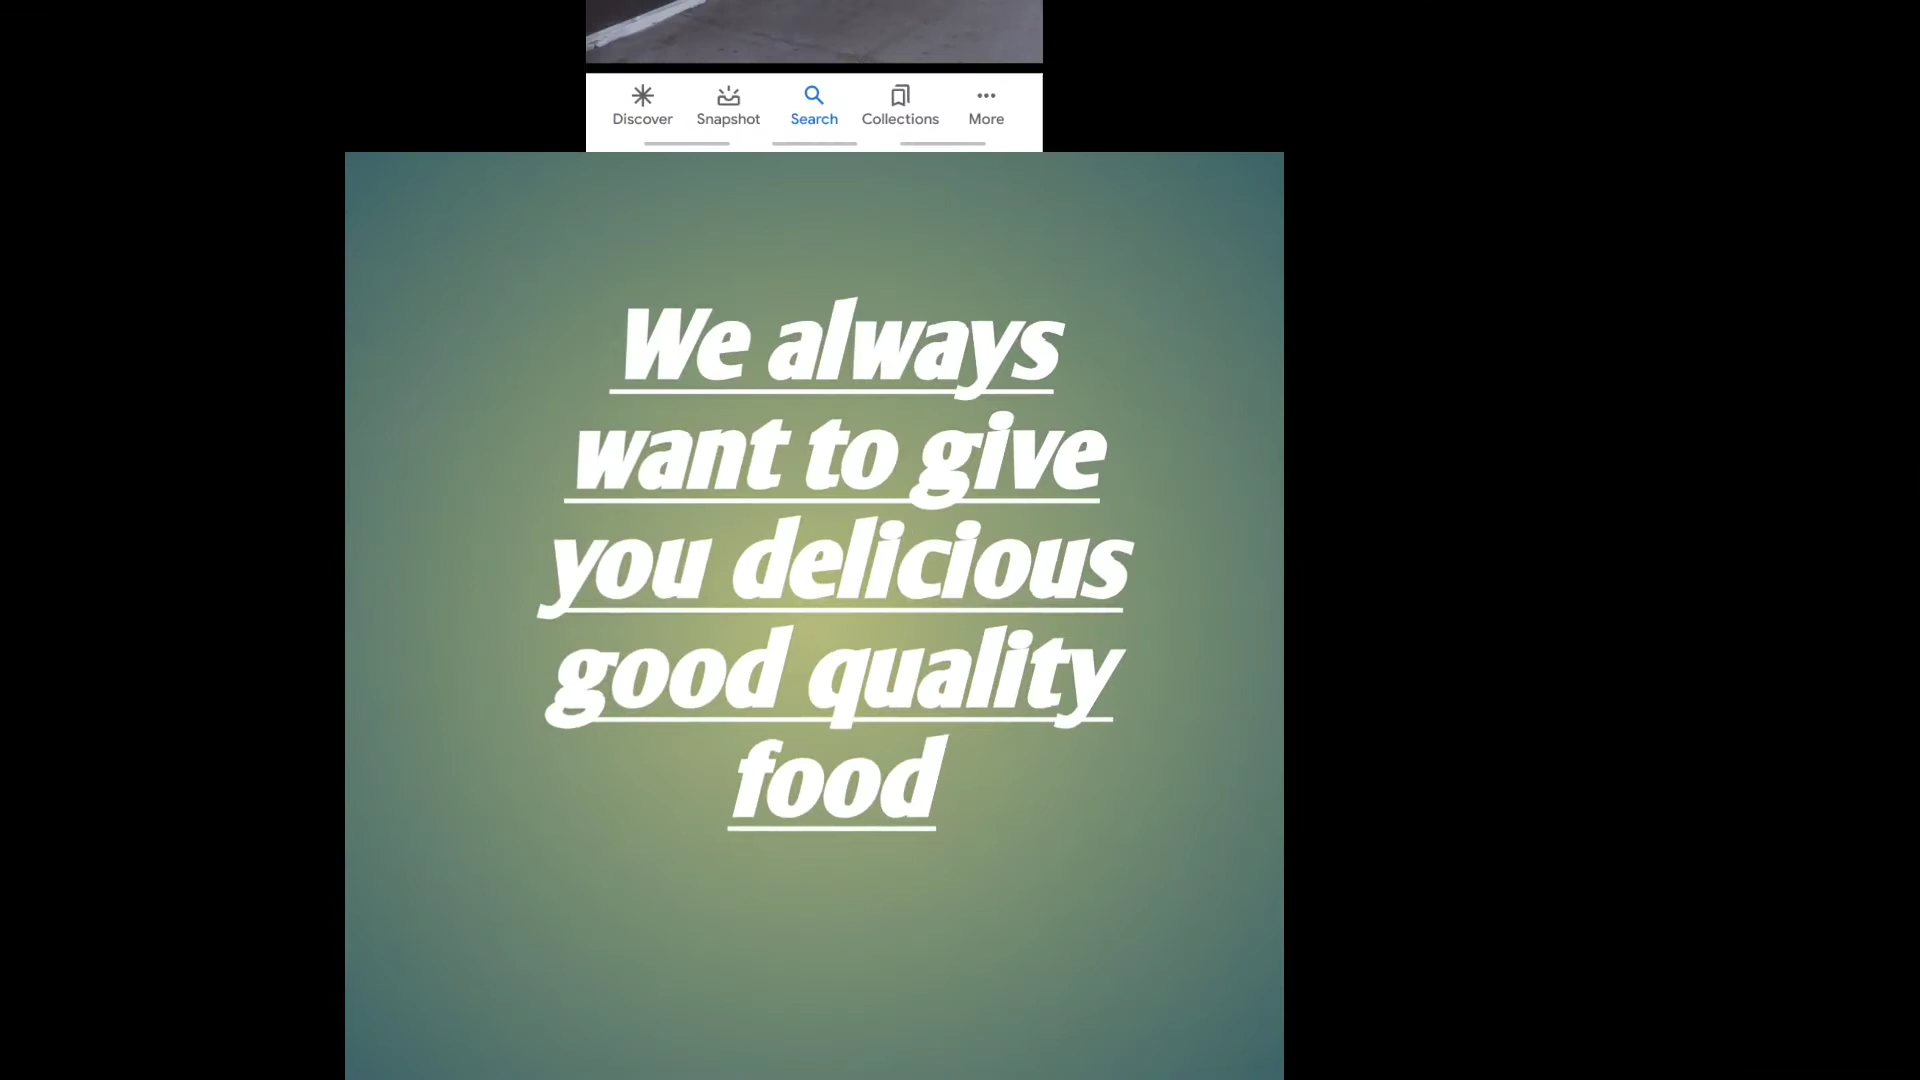 Discover Snapshot Search Collections More
We always
want to give
you delicious
good quality
food